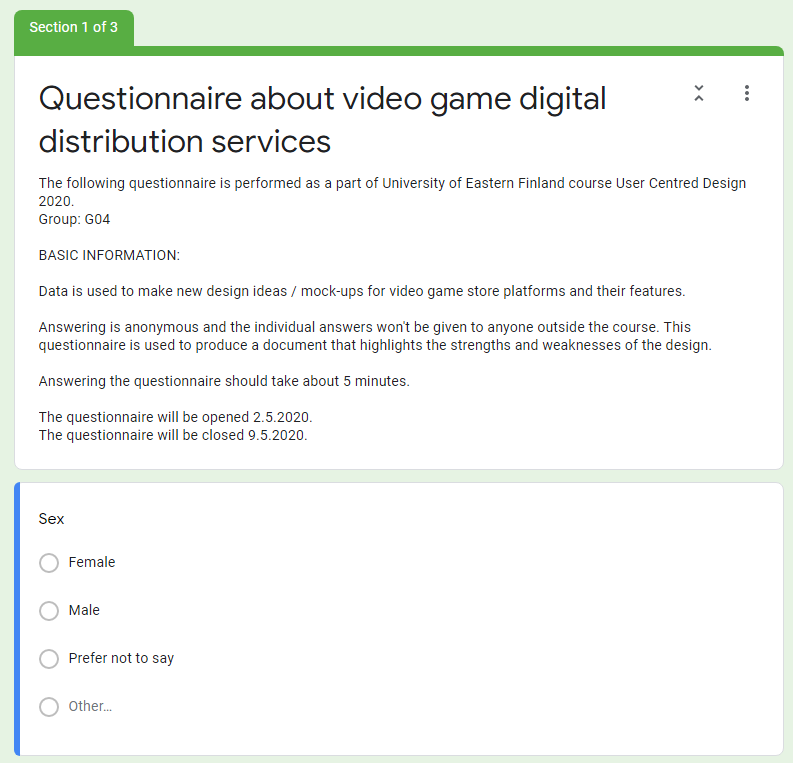 Section 1 of 3
Questionnaire about video game digital
distribution services
The following questionnaire is performed as a part of University of Eastern Finland course User Centred Design
2020.
Group: G04
BASIC INFORMATION:
Data is used to make new design ideas / mock-ups for video game store platforms and their features.
Answering is anonymous and the individual answers won't be given to anyone outside the course. This
questionnaire is used to produce a document that highlights the strengths and weaknesses of the design.
Answering the questionnaire should take about 5 minutes.
The questionnaire will be opened 2.5.2020.
The questionnaire will be closed 9.5.2020.
Sex
Female
Male
Prefer not to say
Other...